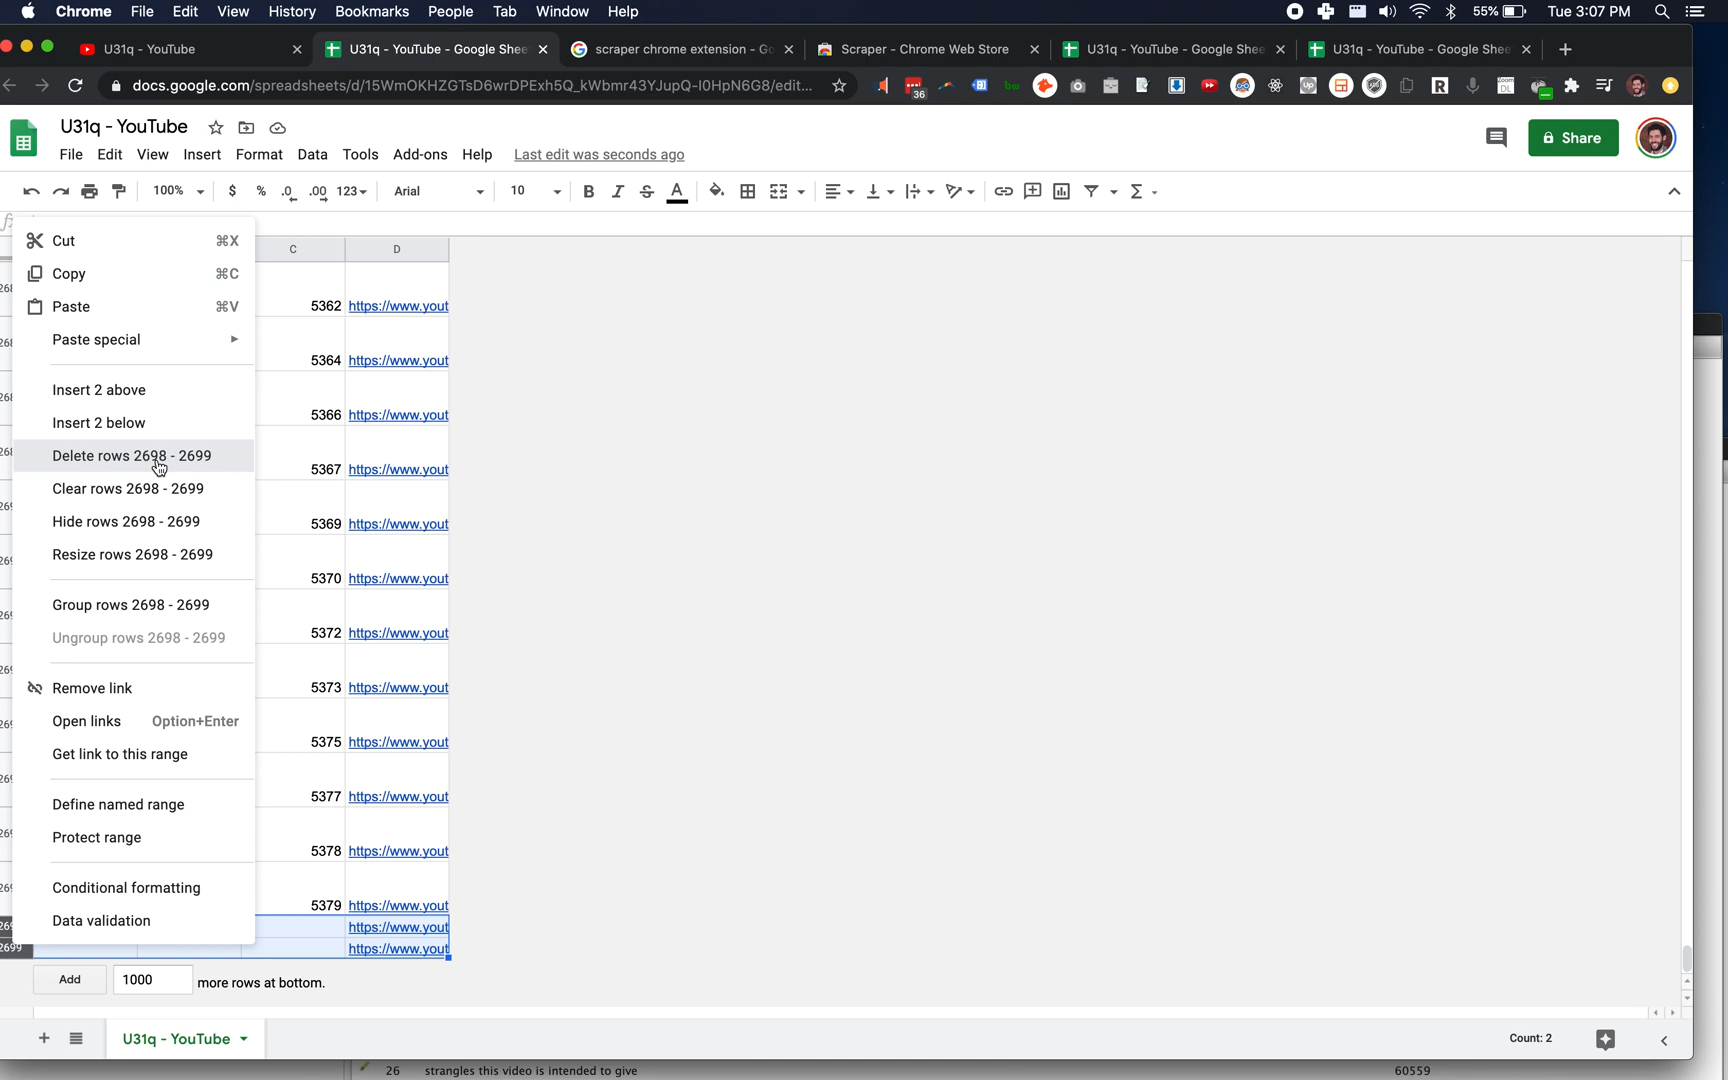 Chrome File Edit View History Bookmarks People Tab Window Help 55% Tue 3:07 PM
U31q - YouTube U31q - YouTube - Google Shee scraper chrome extension - Go Scraper - Chrome Web Store U31q - YouTube - Google Shee U31q - YouTube - Google Shee
docs.google.com/spreadsheets/d/15WmOKHZGTsD6wrDPExh5Q_kWbmr43YJupQ-I0HpN6G8/edit...
36
U31q - YouTube
Share
File Edit View Insert Format Data Tools Add-ons Help Last edit was seconds ago
100% $ % .0 .00 123 Arial 10 B I S A
Cut ⌘X
C D
Copy ⌘C
Paste ⌘V
5362 https://www.yout
Paste special
5364 https://www.yout
Insert 2 above
5366 https://www.yout
Insert 2 below
Delete rows 2698 - 2699
5367 https://www.yout
Clear rows 2698 - 2699
Hide rows 2698 - 2699
5369 https://www.yout
Resize rows 2698 - 2699
5370 https://www.yout
Group rows 2698 - 2699
Ungroup rows 2698 - 2699
5372 https://www.yout
Remove link
5373 https://www.yout
Open links Option+Enter
5375 https://www.yout
Get link to this range
5377 https://www.yout
Define named range
Protect range
5378 https://www.yout
Conditional formatting
5379 https://www.yout
Data validation
https://www.yout
2699 https://www.yout
Add 1000 more rows at bottom.
U31q - YouTube Count: 2
26 strangles this video is intended to give 60559